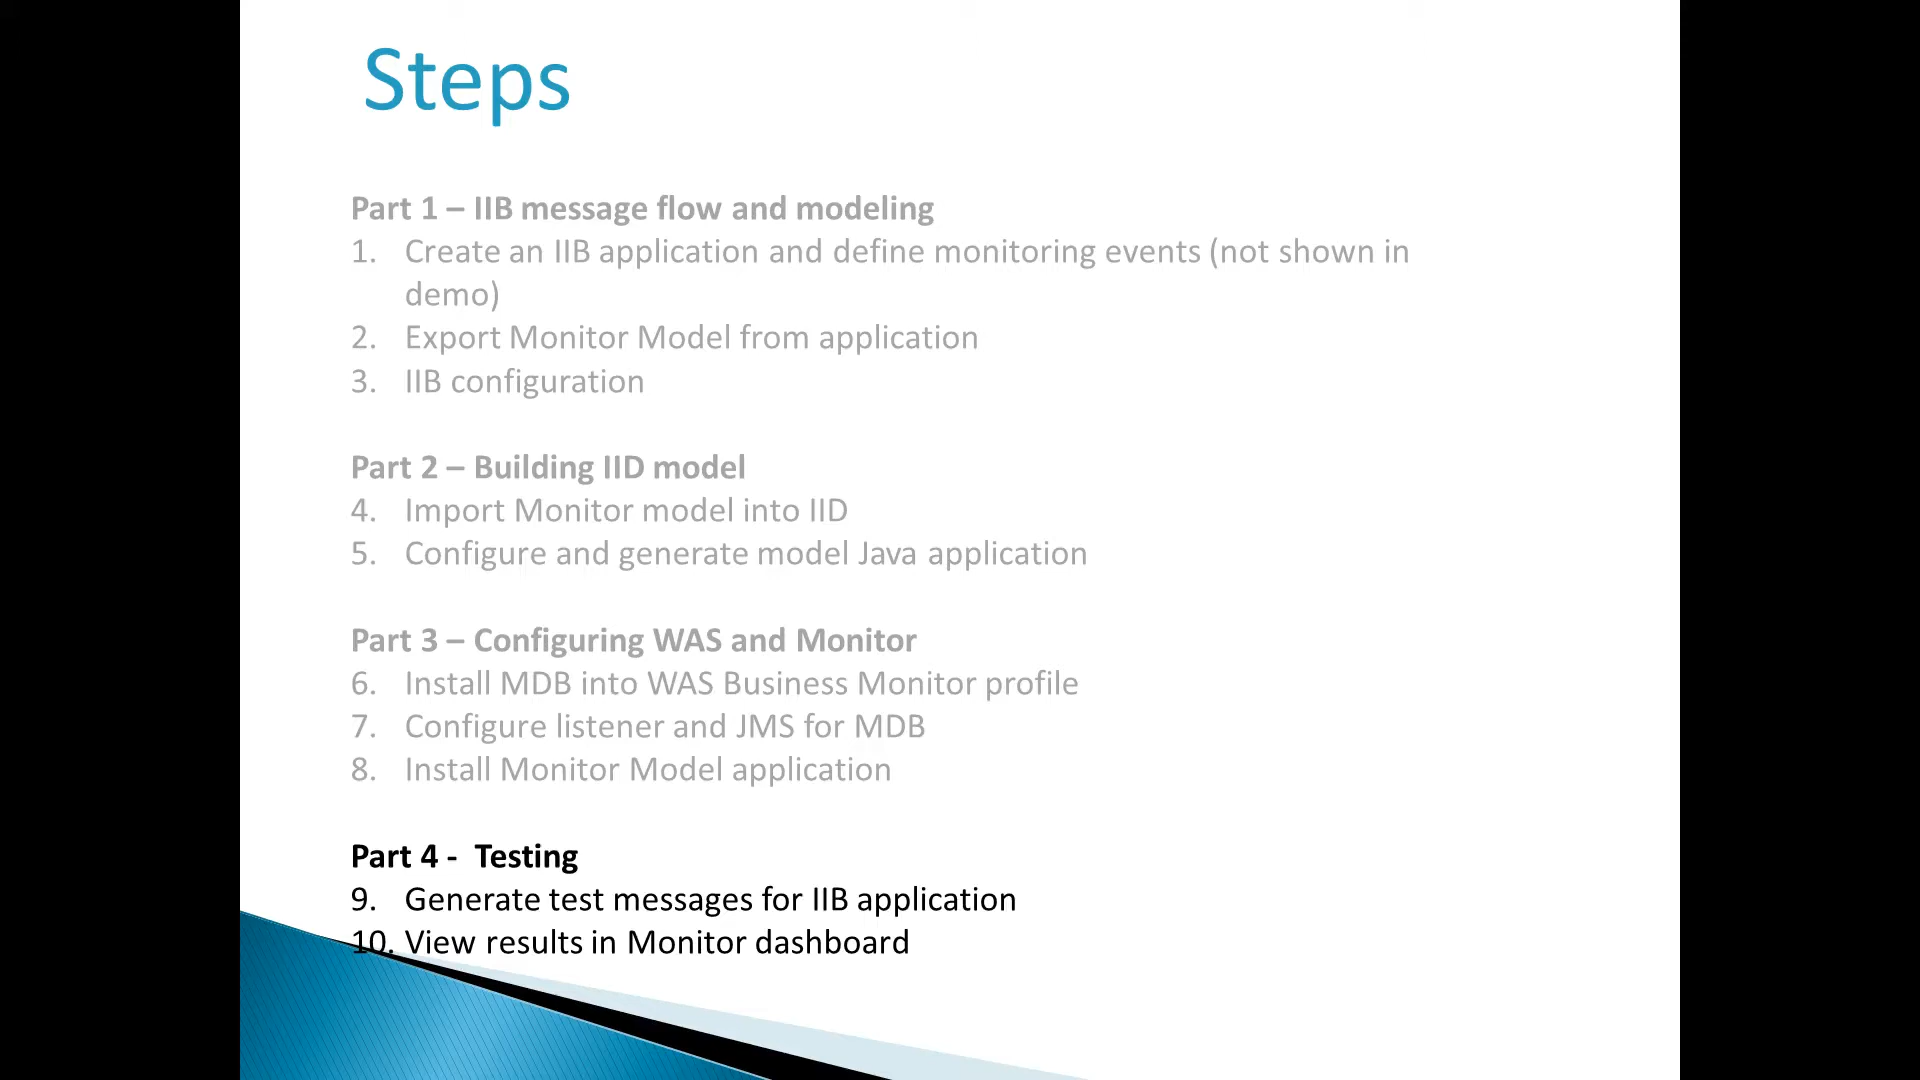 Steps
Part 1 – IIB message flow and modeling
1. Create an IIB application and define monitoring events (not shown in
demo)
2. Export Monitor Model from application
3. IIB configuration
Part 2 – Building IID model
4. Import Monitor model into IID
5. Configure and generate model Java application
Part 3 – Configuring WAS and Monitor
6. Install MDB into WAS Business Monitor profile
7. Configure listener and JMS for MDB
8. Install Monitor Model application
Part 4 - Testing
9. Generate test messages for IIB application
10. View results in Monitor dashboard